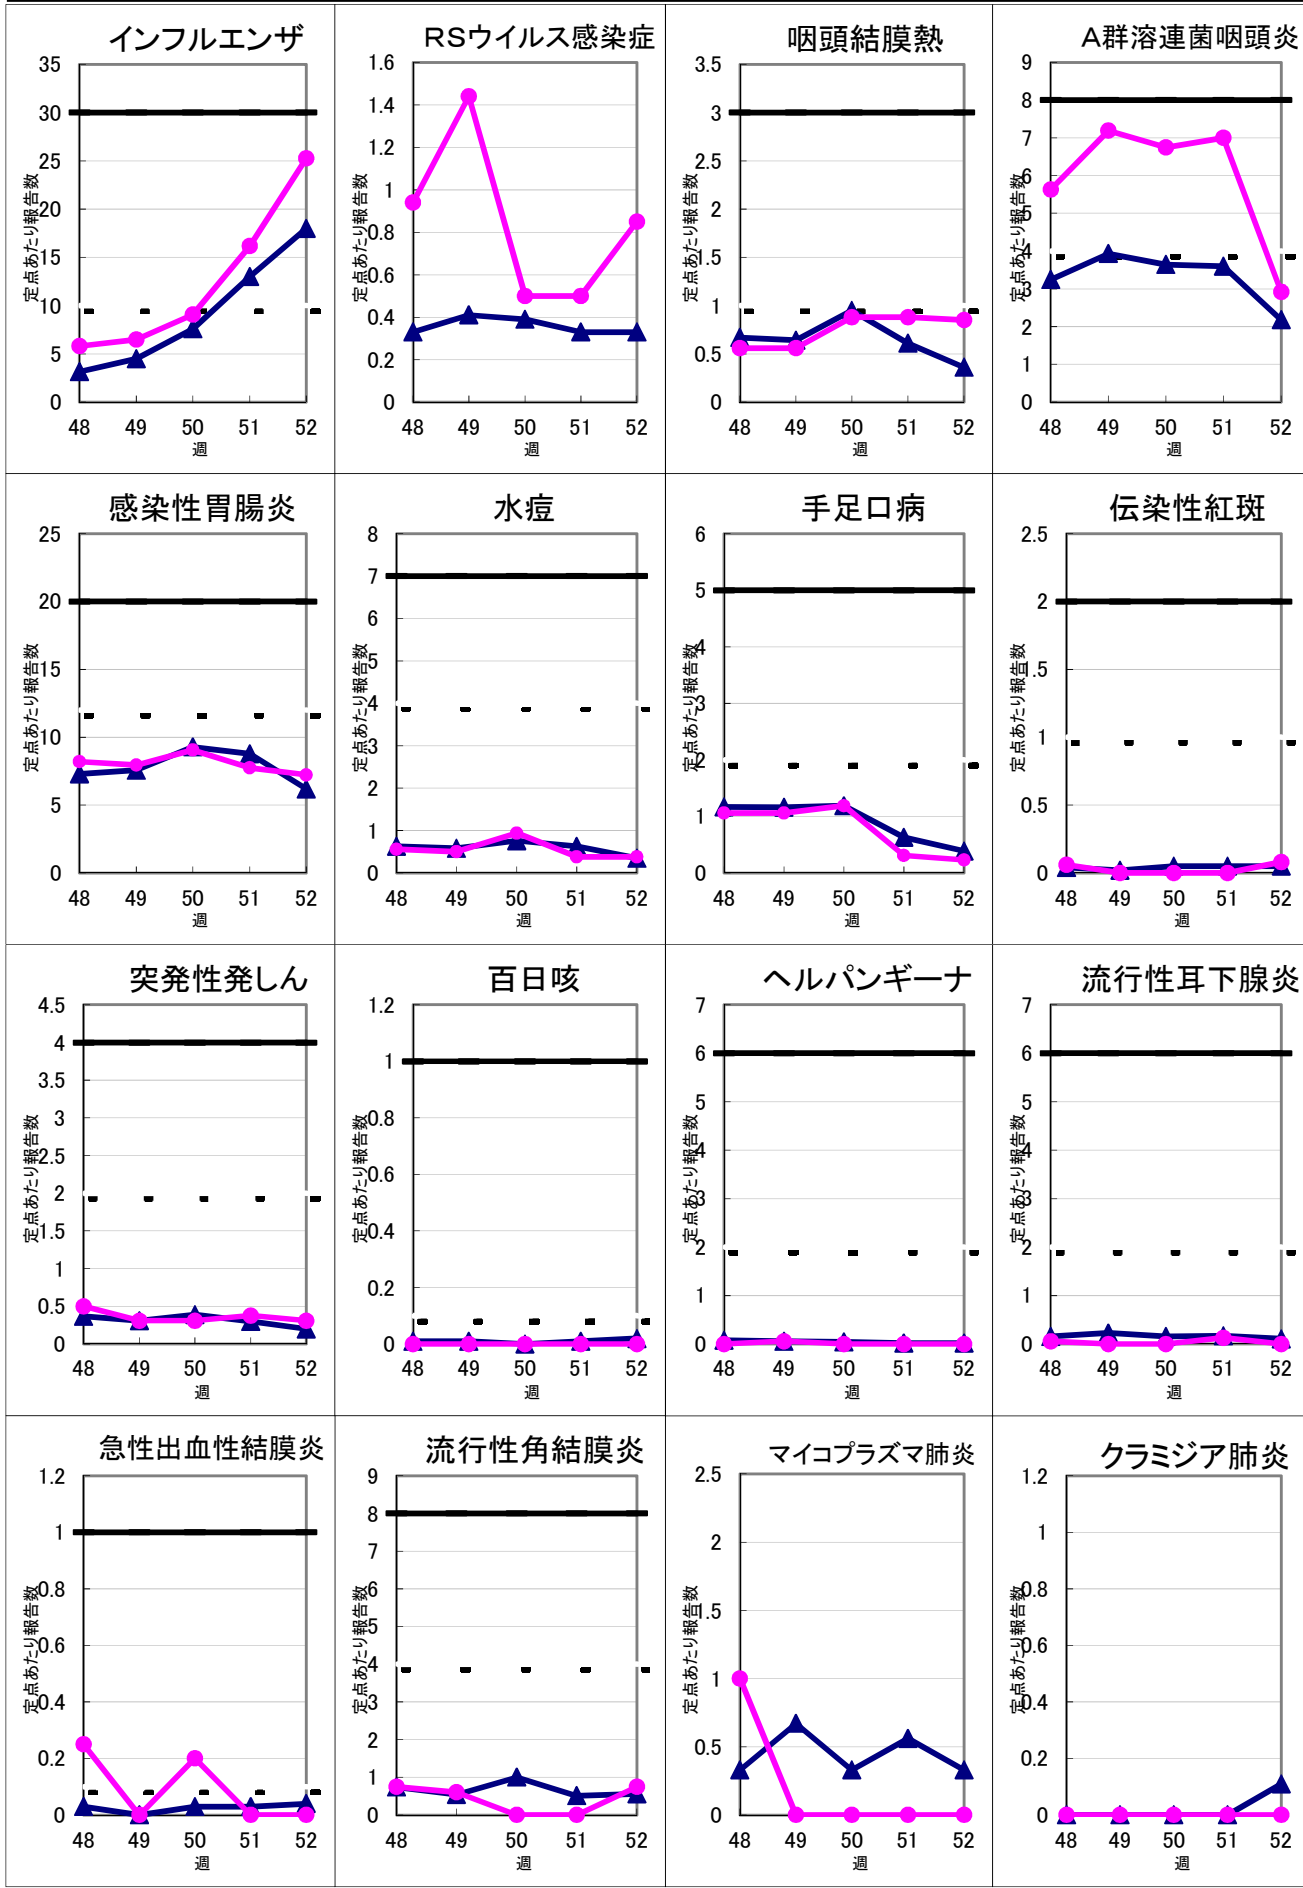 インフルエンザ
35
30
25
20
15
10
5
0
定点あたり報告数
48 49 50 51 52
週
RSウイルス感染症
1.6
1.4
1.2
1
0.8
0.6
0.4
0.2
0
定点あたり報告数
48 49 50 51 52
咽頭結膜熱
3.5
3
2.5
2
1.5
1
0.5
0
定点あたり報告数
48 49 50 51 52
週
A群溶連菌咽頭炎
9
8
7
6
5
4
3
2
1
0
定点あたり報告数
48 49 50 51 52
週
感染性胃腸炎
25
20
15
10
5
0
定点あたり報告数
48 49 50 51 52
週
水痘
8
7
6
5
4
3
2
1
0
定点あたり報告数
48 49 50 51 52
週
手足口病
6
5
4
3
2
1
0
定点あたり報告数
48 49 50 51 52
週
伝染性紅斑
2.5
2
1.5
1
0.5
0
定点あたり報告数
48 49 50 51 52
週
突発性発しん
4.5
4
3.5
3
2.5
2
1.5
1
0.5
0
定点あたり報告数
48 49 50 51 52
週
百日咳
1.2
1
0.8
0.6
0.4
0.2
0
定点あたり報告数
48 49 50 51 52
週
ヘルパンギーナ
7
6
5
4
3
2
1
0
定点あたり報告数
48 49 50 51 52
週
流行性耳下腺炎
7
6
5
4
3
2
1
0
定点あたり報告数
48 49 50 51 52
週
急性出血性結膜炎
1.2
1
0.8
0.6
0.4
0.2
0
定点あたり報告数
48 49 50 51 52
週
流行性角結膜炎
9
8
7
6
5
4
3
2
1
0
定点あたり報告数
48 49 50 51 52
週
マイコプラズマ肺炎
2.5
2
1.5
1
0.5
0
定点あたり報告数
48 49 50 51 52
週
クラミジア肺炎
1.2
1
0.8
0.6
0.4
0.2
0
定点あたり報告数
48 49 50 51 52
週